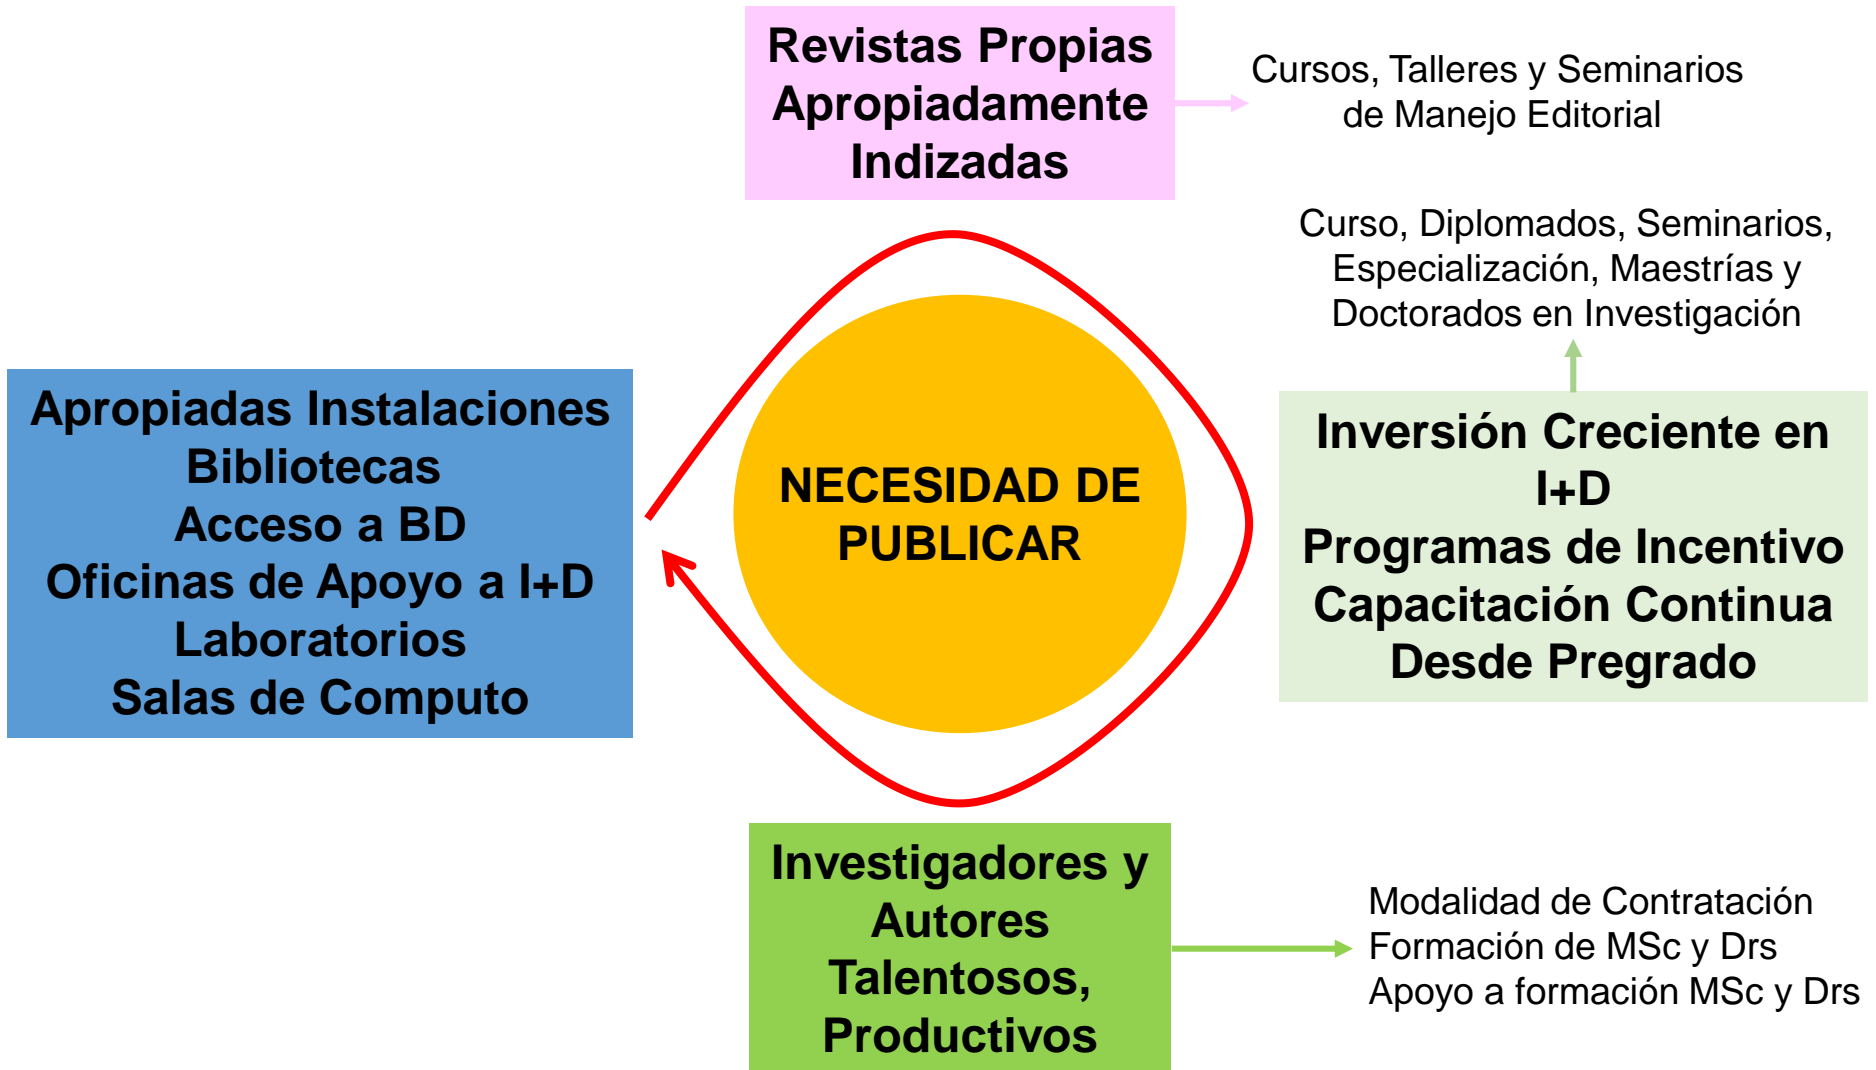 Revistas Propias
Apropiadamente
Indizadas
Cursos, Talleres y Seminarios
de Manejo Editorial
Curso, Diplomados, Seminarios,
Especialización, Maestrías y
Doctorados en Investigación
Apropiadas Instalaciones
Bibliotecas
Acceso a BD
Oficinas de Apoyo a I+D
Laboratorios
Salas de Computo
NECESIDAD DE
PUBLICAR
Inversión Creciente en
I+D
Programas de Incentivo
Capacitación Continua
Desde Pregrado
Investigadores y
Autores
Talentosos,
Productivos
Modalidad de Contratación
Formación de MSc y Drs
Apoyo a formación MSc y Drs